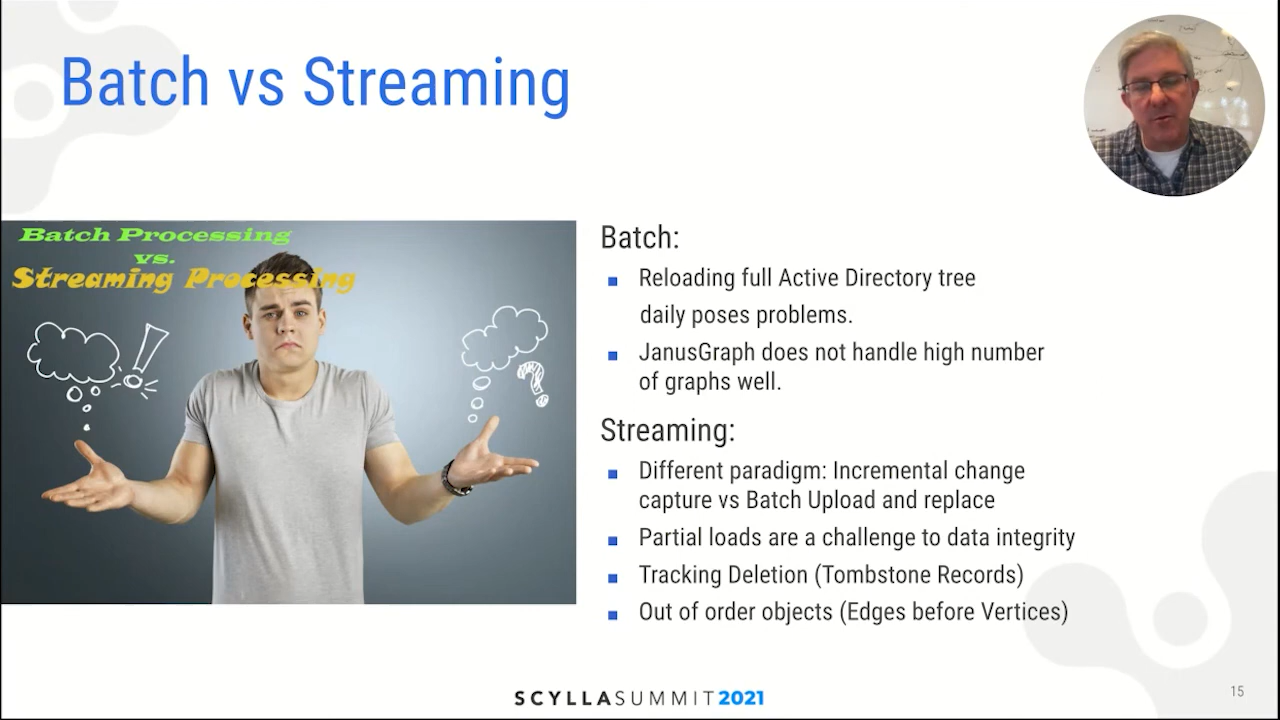 Batch vs Streaming
Batch Processing
vs.
Streaming Processing
Batch:
Reloading full Active Directory tree
daily poses problems.
JanusGraph does not handle high number
of graphs well.
Streaming:
Different paradigm: Incremental change
capture vs Batch Upload and replace
Partial loads are a challenge to data integrity
Tracking Deletion (Tombstone Records)
Out of order objects (Edges before Vertices)
SCYLLASUMMIT2021
15